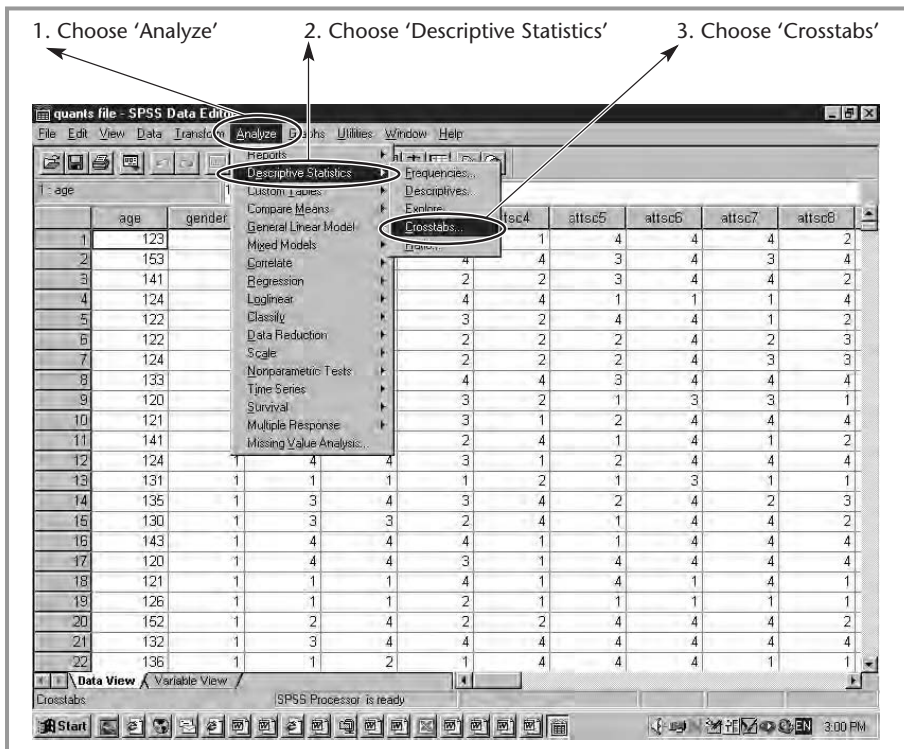 1. Choose ‘Analyze’ 2. Choose ‘Descriptive Statistics’ 3. Choose ‘Crosstabs’
quants file - SPSS Data Editor
File Edit View Data Transform Analyze Graphs Utilities Window Help
Reports
1 : age
Descriptive Statistics Frequencies...
Custom Tables Descriptives...
Compare Means Explore...
General Linear Model Crosstabs...
Mixed Models Ratio...
Correlate
Regression
Loglinear
Classify
Data Reduction
Scale
Nonparametric Tests
Time Series
Survival
Multiple Response
Missing Value Analysis...
age gender attsc5 attsc6 attsc7 attsc8
1 123 1 4 4 4 2
2 153 4 4 3 4 3 4
3 141 2 2 3 4 4 2
4 124 4 4 1 1 1 4
5 122 3 2 4 4 1 2
6 122 2 2 2 4 2 3
7 124 2 2 2 4 3 3
8 133 4 4 3 4 4 4
9 120 3 2 1 3 3 1
10 121 3 1 2 4 4 4
11 141 2 4 1 4 1 2
12 124 1 4 4 3 1 2 4 4 4
13 131 1 1 1 1 2 1 3 1 1
14 135 1 3 4 3 4 2 4 2 3
15 130 1 3 3 2 4 1 4 4 2
16 143 1 4 4 4 1 1 4 4 4
17 120 1 4 4 3 1 4 4 4 4
18 121 1 1 1 1 4 1 4 1
19 126 1 1 1 2 1 1 1 1 1
20 152 1 2 4 2 2 4 4 4 2
21 132 1 3 4 4 4 4 4 4 4
22 136 1 1 2 1 4 4 4 1 1
Data View Variable View
Crosstabs SPSS Processor is ready
Start EN 3:00 PM